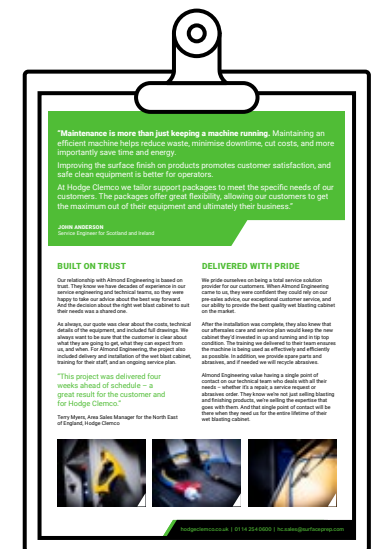 "Maintenance is more than just keeping a machine running. Maintaining an
efficient machine helps reduce waste, minimise downtime, cut costs, and more
importantly save time and energy.
Improving the surface finish on products promotes customer satisfaction, and
safe clean equipment is better for operators.
At Hodge Clemco we tailor support packages to meet the specific needs of our
customers. The packages offer great flexibility, allowing our customers to get
the maximum out of their equipment and ultimately their business."
JOHN ANDERSON
Service Engineer for Scotland and Ireland
BUILT ON TRUST
Our relationship with Almond Engineering is based on
trust. They know we have decades of experience in our
service engineering and technical teams, so they were
happy to take our advice about the best way forward.
And the decision about the right wet blast cabinet to suit
their needs was a shared one.
As always, our quote was clear about the costs, technical
details of the equipment, and included full drawings. We
always want to be sure that the customer is clear about
what they are going to get, what they can expect from
us, and when. For Almond Engineering, the project also
included delivery and installation of the wet blast cabinet,
training for their staff, and an ongoing service plan.
"This project was delivered four
weeks ahead of schedule – a
great result for the customer and
for Hodge Clemco."
Terry Myers, Area Sales Manager for the North East
of England, Hodge Clemco
DELIVERED WITH PRIDE
We pride ourselves on being a total service solution
provider for our customers. When Almond Engineering
came to us, they were confident they could rely on our
pre-sales advice, our exceptional customer service, and
our ability to provide the best quality wet blasting cabinet
on the market.
After the installation was complete, they also knew that
our aftersales care and service plan would keep the new
cabinet they'd invested in up and running and in tip top
condition. The training we delivered to their team ensures
the machine is being used as effectively and efficiently
as possible. In addition, we provide spare parts and
abrasives, and if needed we will recycle abrasives.
Almond Engineering value having a single point of
contact on our technical team who deals with all their
needs – whether it's a repair, a service request or
abrasives order. They know we're not just selling blasting
and finishing products, we're selling the expertise that
goes with them. And that single point of contact will be
there when they need us for the entire lifetime of their
wet blasting cabinet.
hodgeclemco.co.uk | 0114 254 0600 | hc.sales@surfaceprep.com